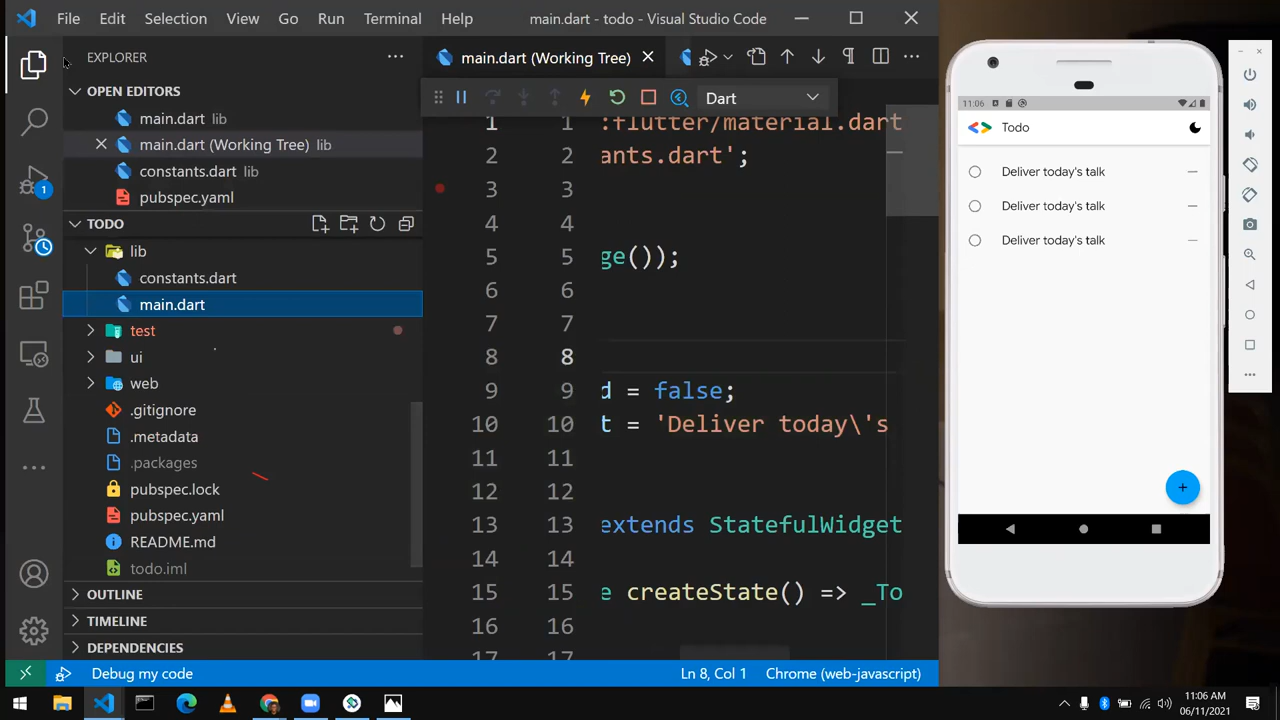 File Edit Selection View Go Run Terminal Help
main.dart - todo - Visual Studio Code
EXPLORER
OPEN EDITORS
main.dart lib
main.dart (Working Tree) lib
constants.dart lib
pubspec.yaml
TODO
lib
constants.dart
main.dart
test
ui
web
.gitignore
.metadata
.packages
pubspec.lock
pubspec.yaml
README.md
todo.iml
OUTLINE
TIMELINE
DEPENDENCIES
1
main.dart (Working Tree)
Dart
1 1 :flutter/material.dart
2 2 ants.dart';
3 3
4 4
5 5 ge());
6 6
7 7
8 8
9 9 d = false;
10 10 t = 'Deliver today\'s
11 11
12 12
13 13 extends StatefulWidget
14 14
15 15 e createState() => _To
16 16
17 17
Debug my code
Ln 8, Col 1
Chrome (web-javascript)
11:06
Todo
Deliver today's talk
Deliver today's talk
Deliver today's talk
+
11:06 AM
06/11/2021